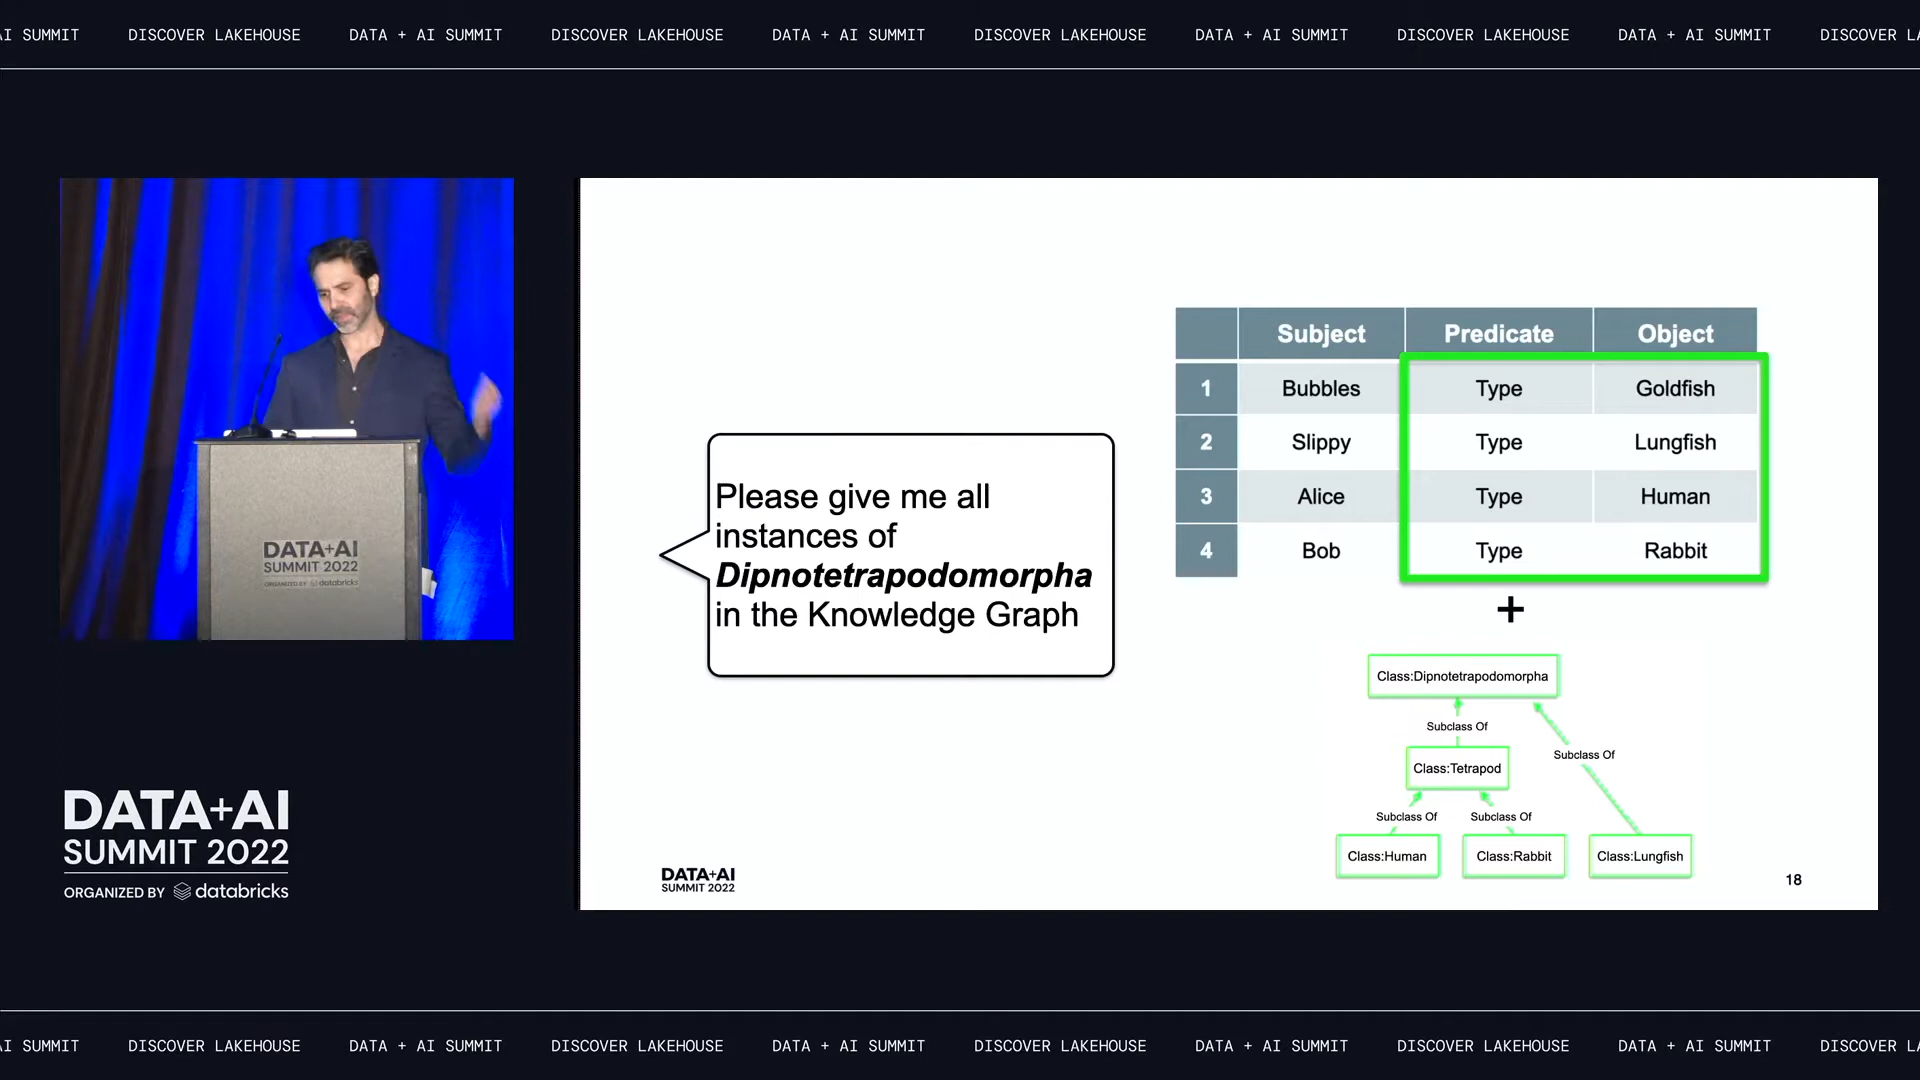 AI SUMMIT DISCOVER LAKEHOUSE DATA + AI SUMMIT DISCOVER LAKEHOUSE DATA + AI SUMMIT DISCOVER LAKEHOUSE DATA + AI SUMMIT DISCOVER LAKEHOUSE DATA + AI SUMMIT DISCOVER LA
DATA+AI
SUMMIT 2022
ORGANIZED BY databricks
Please give me all
instances of
Dipnotetrapodomorpha
in the Knowledge Graph
Subject Predicate Object
1 Bubbles Type Goldfish
2 Slippy Type Lungfish
3 Alice Type Human
4 Bob Type Rabbit
+
Class:Dipnotetrapodomorpha
Subclass Of
Subclass Of
Class:Tetrapod
Subclass Of Subclass Of
Class:Human Class:Rabbit Class:Lungfish
DATA+AI
SUMMIT 2022
18
DATA+AI
SUMMIT 2022
ORGANIZED BY databricks
AI SUMMIT DISCOVER LAKEHOUSE DATA + AI SUMMIT DISCOVER LAKEHOUSE DATA + AI SUMMIT DISCOVER LAKEHOUSE DATA + AI SUMMIT DISCOVER LAKEHOUSE DATA + AI SUMMIT DISCOVER LA